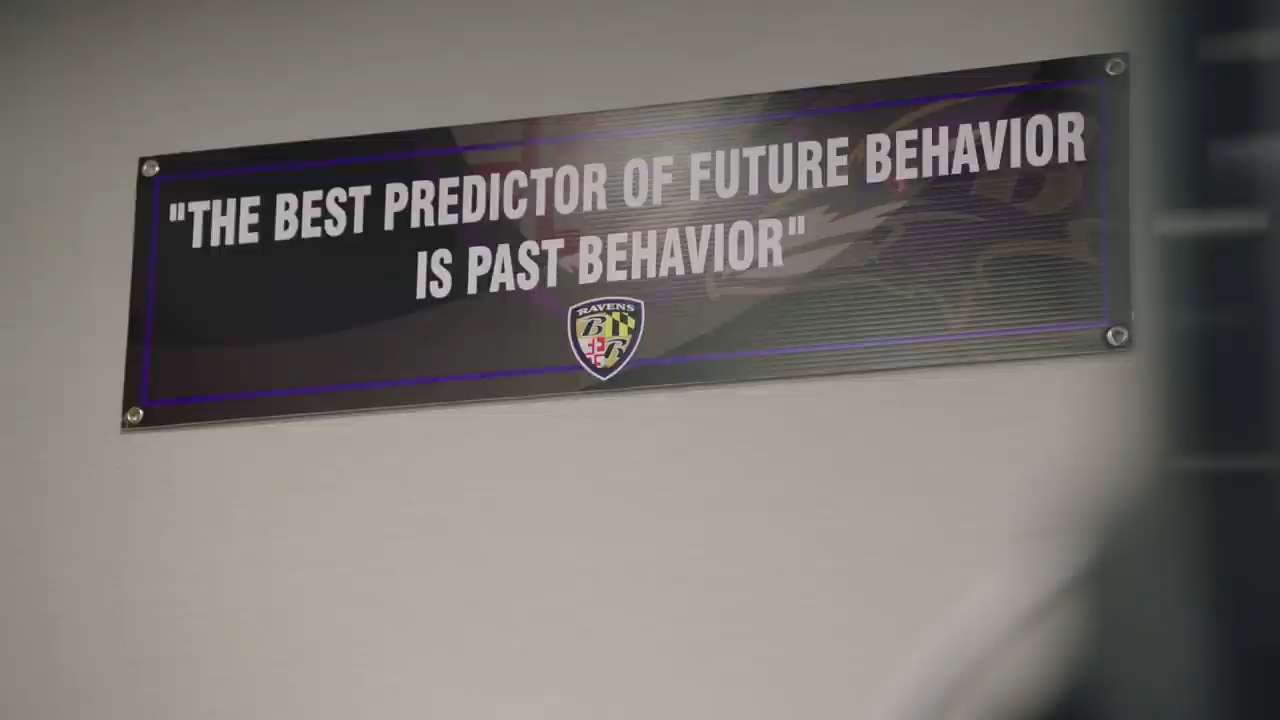 "THE BEST PREDICTOR OF FUTURE BEHAVIOR
IS PAST BEHAVIOR"
RAVENS
B
R